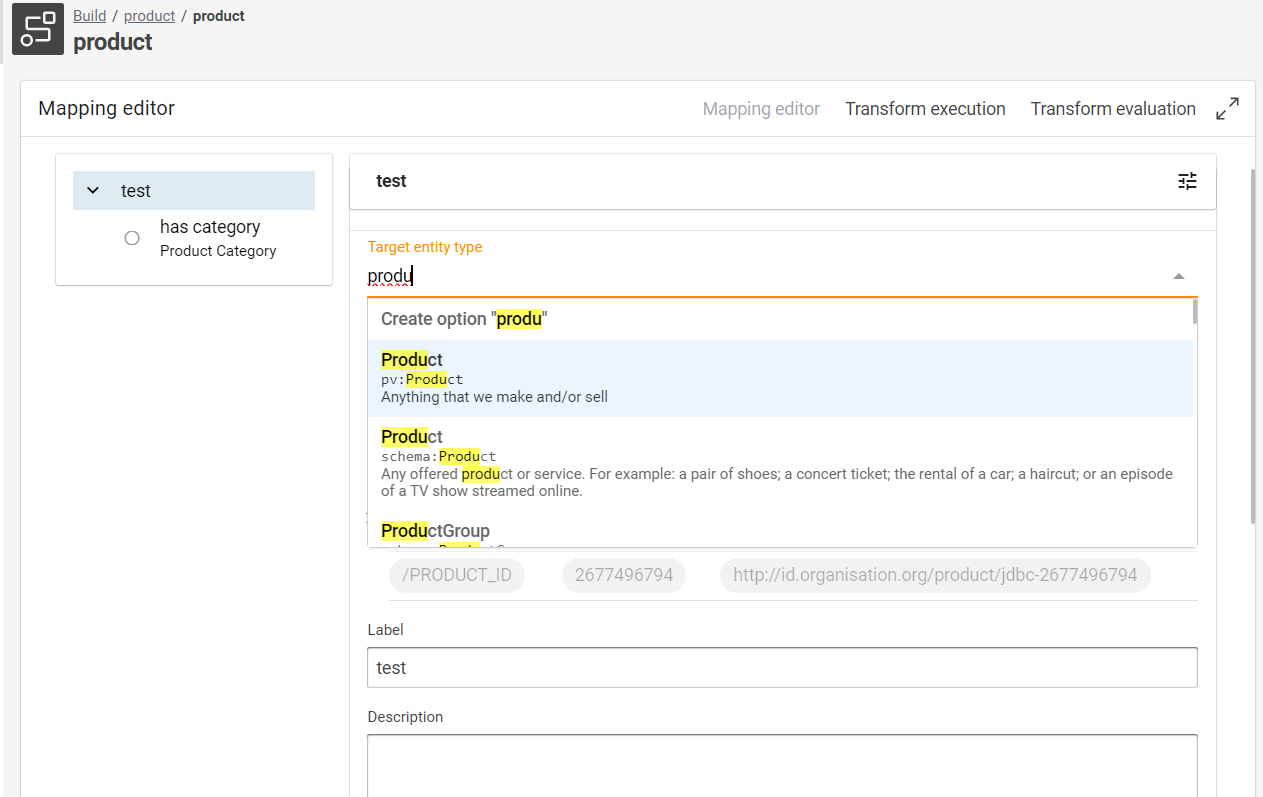 Build / product / product
product
Mapping editor
Mapping editor
Transform execution
Transform evaluation
test
has category
Product Category
test
Target entity type
produ
Create option "produ"
Product
pv:Product
Anything that we make and/or sell
Product
schema:Product
Any offered product or service. For example: a pair of shoes; a concert ticket; the rental of a car; a haircut; or an episode
of a TV show streamed online.
ProductGroup
/PRODUCT_ID
2677496794
http://id.organisation.org/product/jdbc-2677496794
Label
test
Description